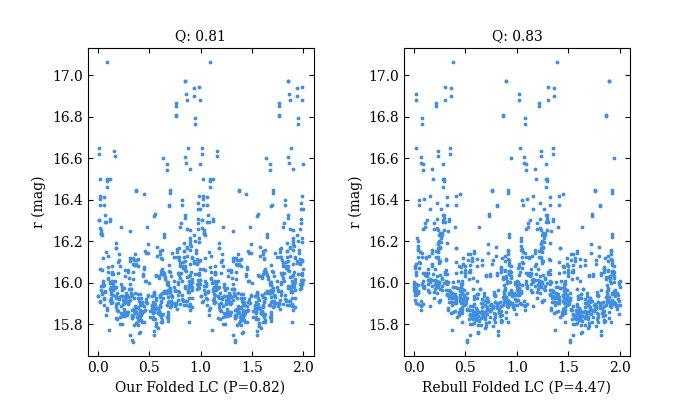 Q: 0.81
17.0
16.8
16.6
16.4
16.2
16.0
15.8
r (mag)
0.0 0.5 1.0 1.5 2.0
Our Folded LC (P=0.82)
Q: 0.83
17.0
16.8
16.6
16.4
16.2
16.0
15.8
r (mag)
0.0 0.5 1.0 1.5 2.0
Rebull Folded LC (P=4.47)